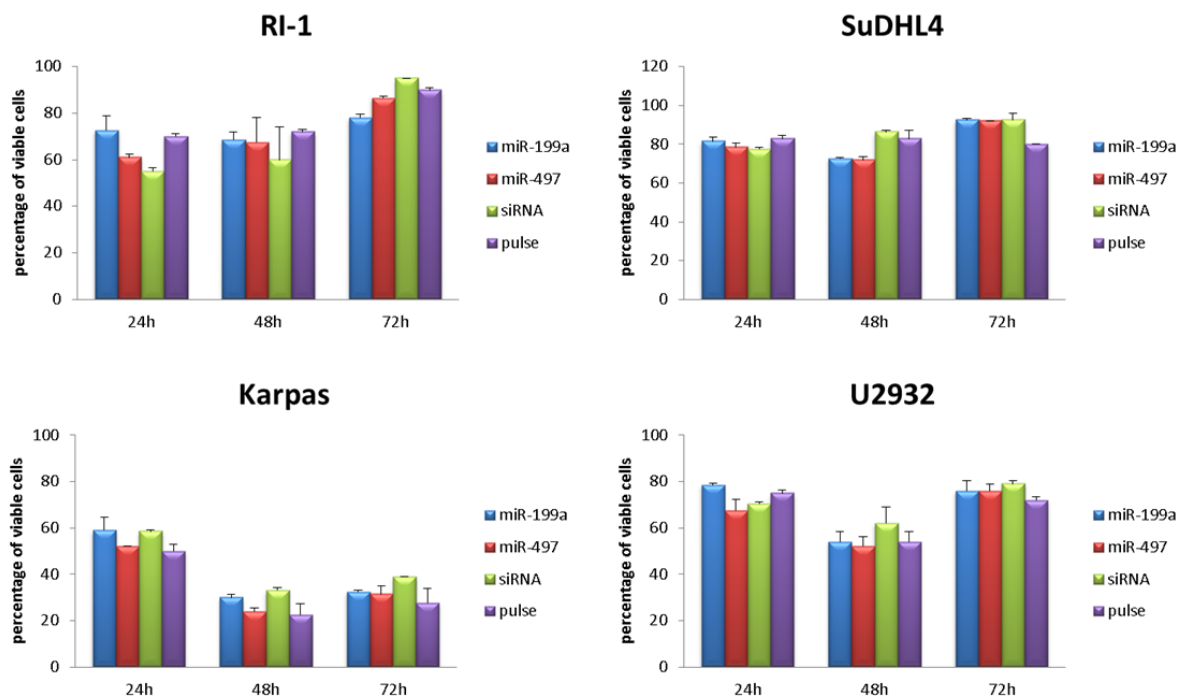 RI-1
percentage of viable cells
100
80
60
40
20
0
24h
48h
72h
miR-199a
miR-497
siRNA
pulse
SuDHL4
percentage of viable cells
120
100
80
60
40
20
0
24h
48h
72h
miR-199a
miR-497
siRNA
pulse
Karpas
percentage of viable cells
100
80
60
40
20
0
24h
48h
72h
miR-199a
miR-497
siRNA
pulse
U2932
percentage of viable cells
100
80
60
40
20
0
24h
48h
72h
miR-199a
miR-497
siRNA
pulse